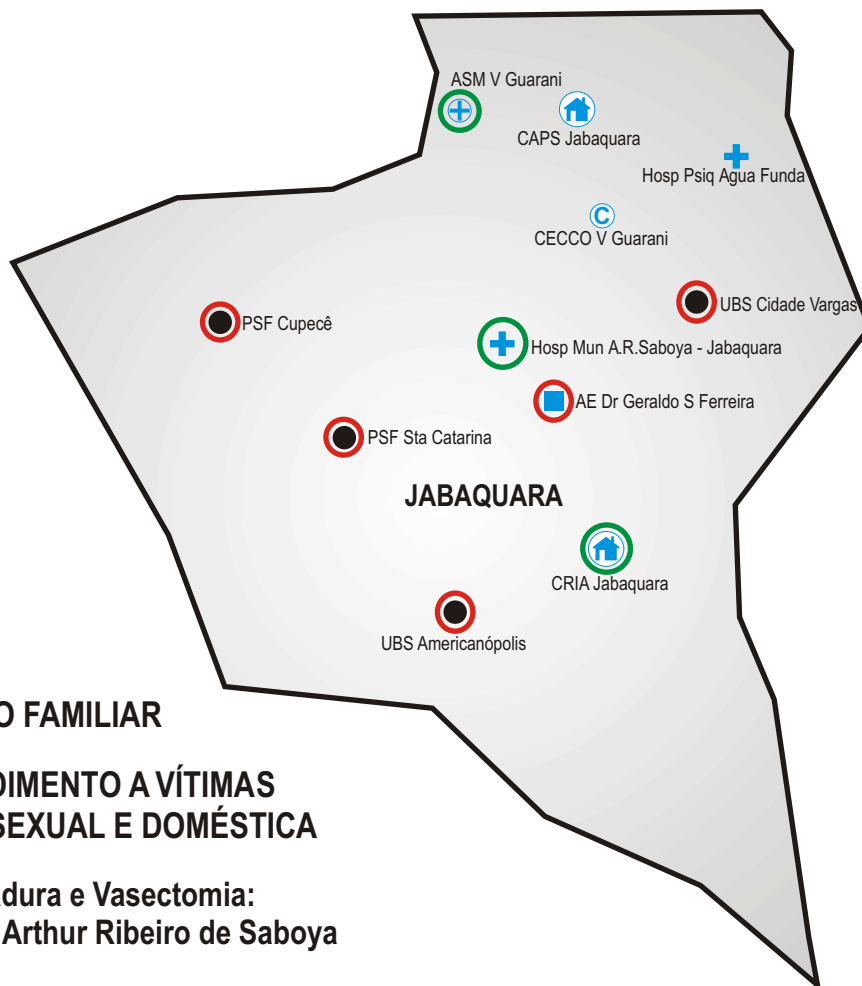 ASM V Guarani
CAPS Jabaquara
Hosp Psiq Agua Funda
C
CECCO V Guarani
UBS Cidade Vargas
PSF Cupecê
Hosp Mun A.R.Saboya - Jabaquara
AE Dr Geraldo S Ferreira
PSF Sta Catarina
JABAQUARA
CRIA Jabaquara
UBS Americanópolis
O FAMILIAR
DIMENTO A VÍTIMAS
SEXUAL E DOMÉSTICA
adura e Vasectomia:
Arthur Ribeiro de Saboya